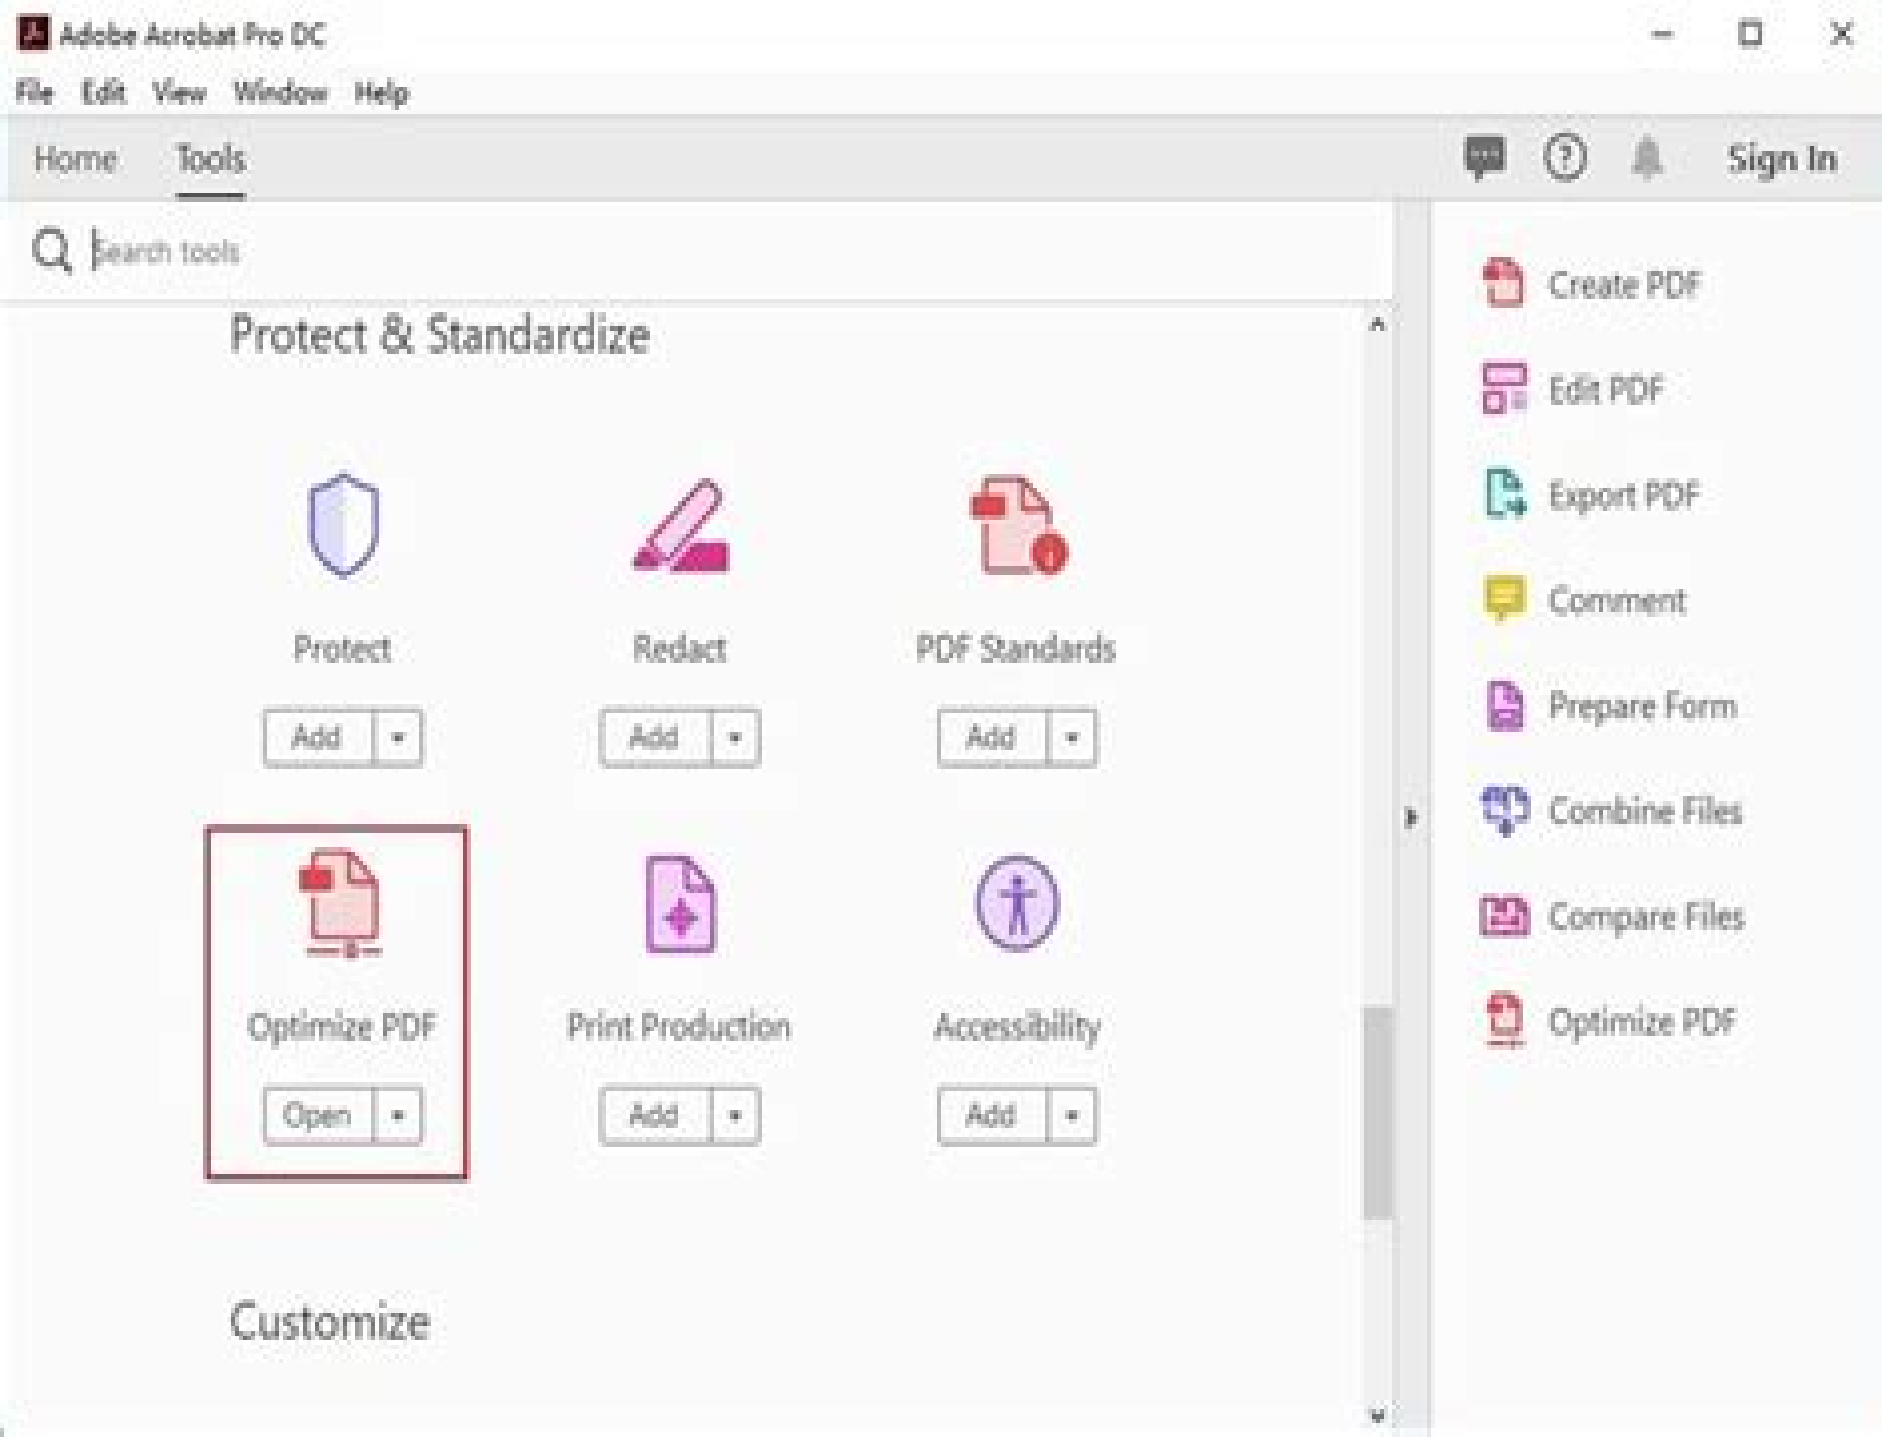 Adobe Acrobat Pro DC
File Edit View Window Help
Home Tools Sign In
Search tools
Protect & Standardize
Protect Redact PDF Standards
Add Add Add
Optimize PDF Print Production Accessibility
Open Add Add
Customize
Create PDF
Edit PDF
Export PDF
Comment
Prepare Form
Combine Files
Compare Files
Optimize PDF